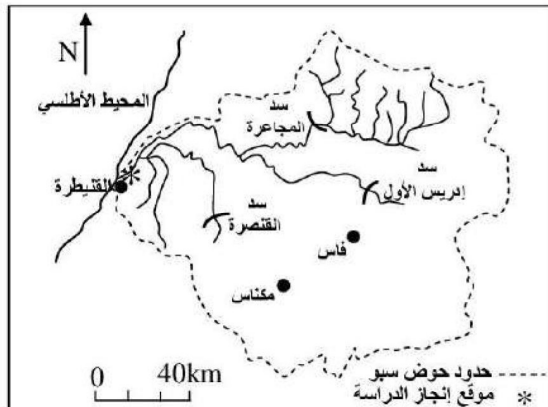 N
المحيط الأطلسي
سد
المجاعرة
سد
إدريس الأول
القنيطرة
سد
القنصرة
فاس
مكناس
0 40km
حدود حوض سبو
موقع إنجاز الدراسة